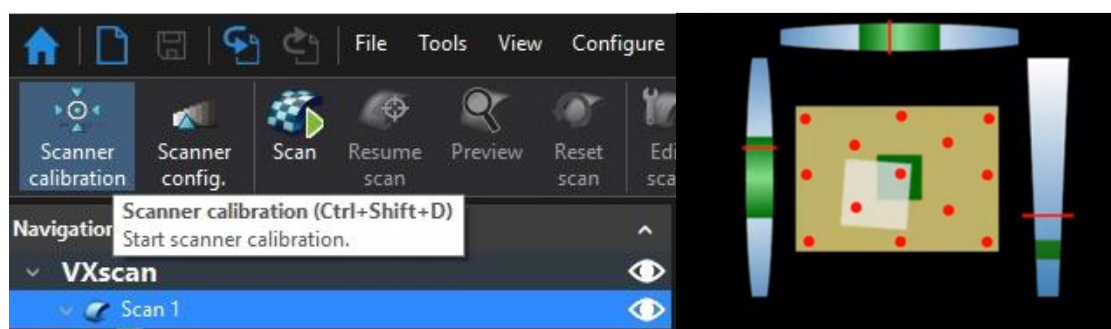 File Tools View Configure
Scanner calibration
Scanner config.
Scan
Resume scan
Preview
Reset scan
Edi
sca
Scanner calibration (Ctrl+Shift+D)
Start scanner calibration.
Navigation
VXscan
Scan 1